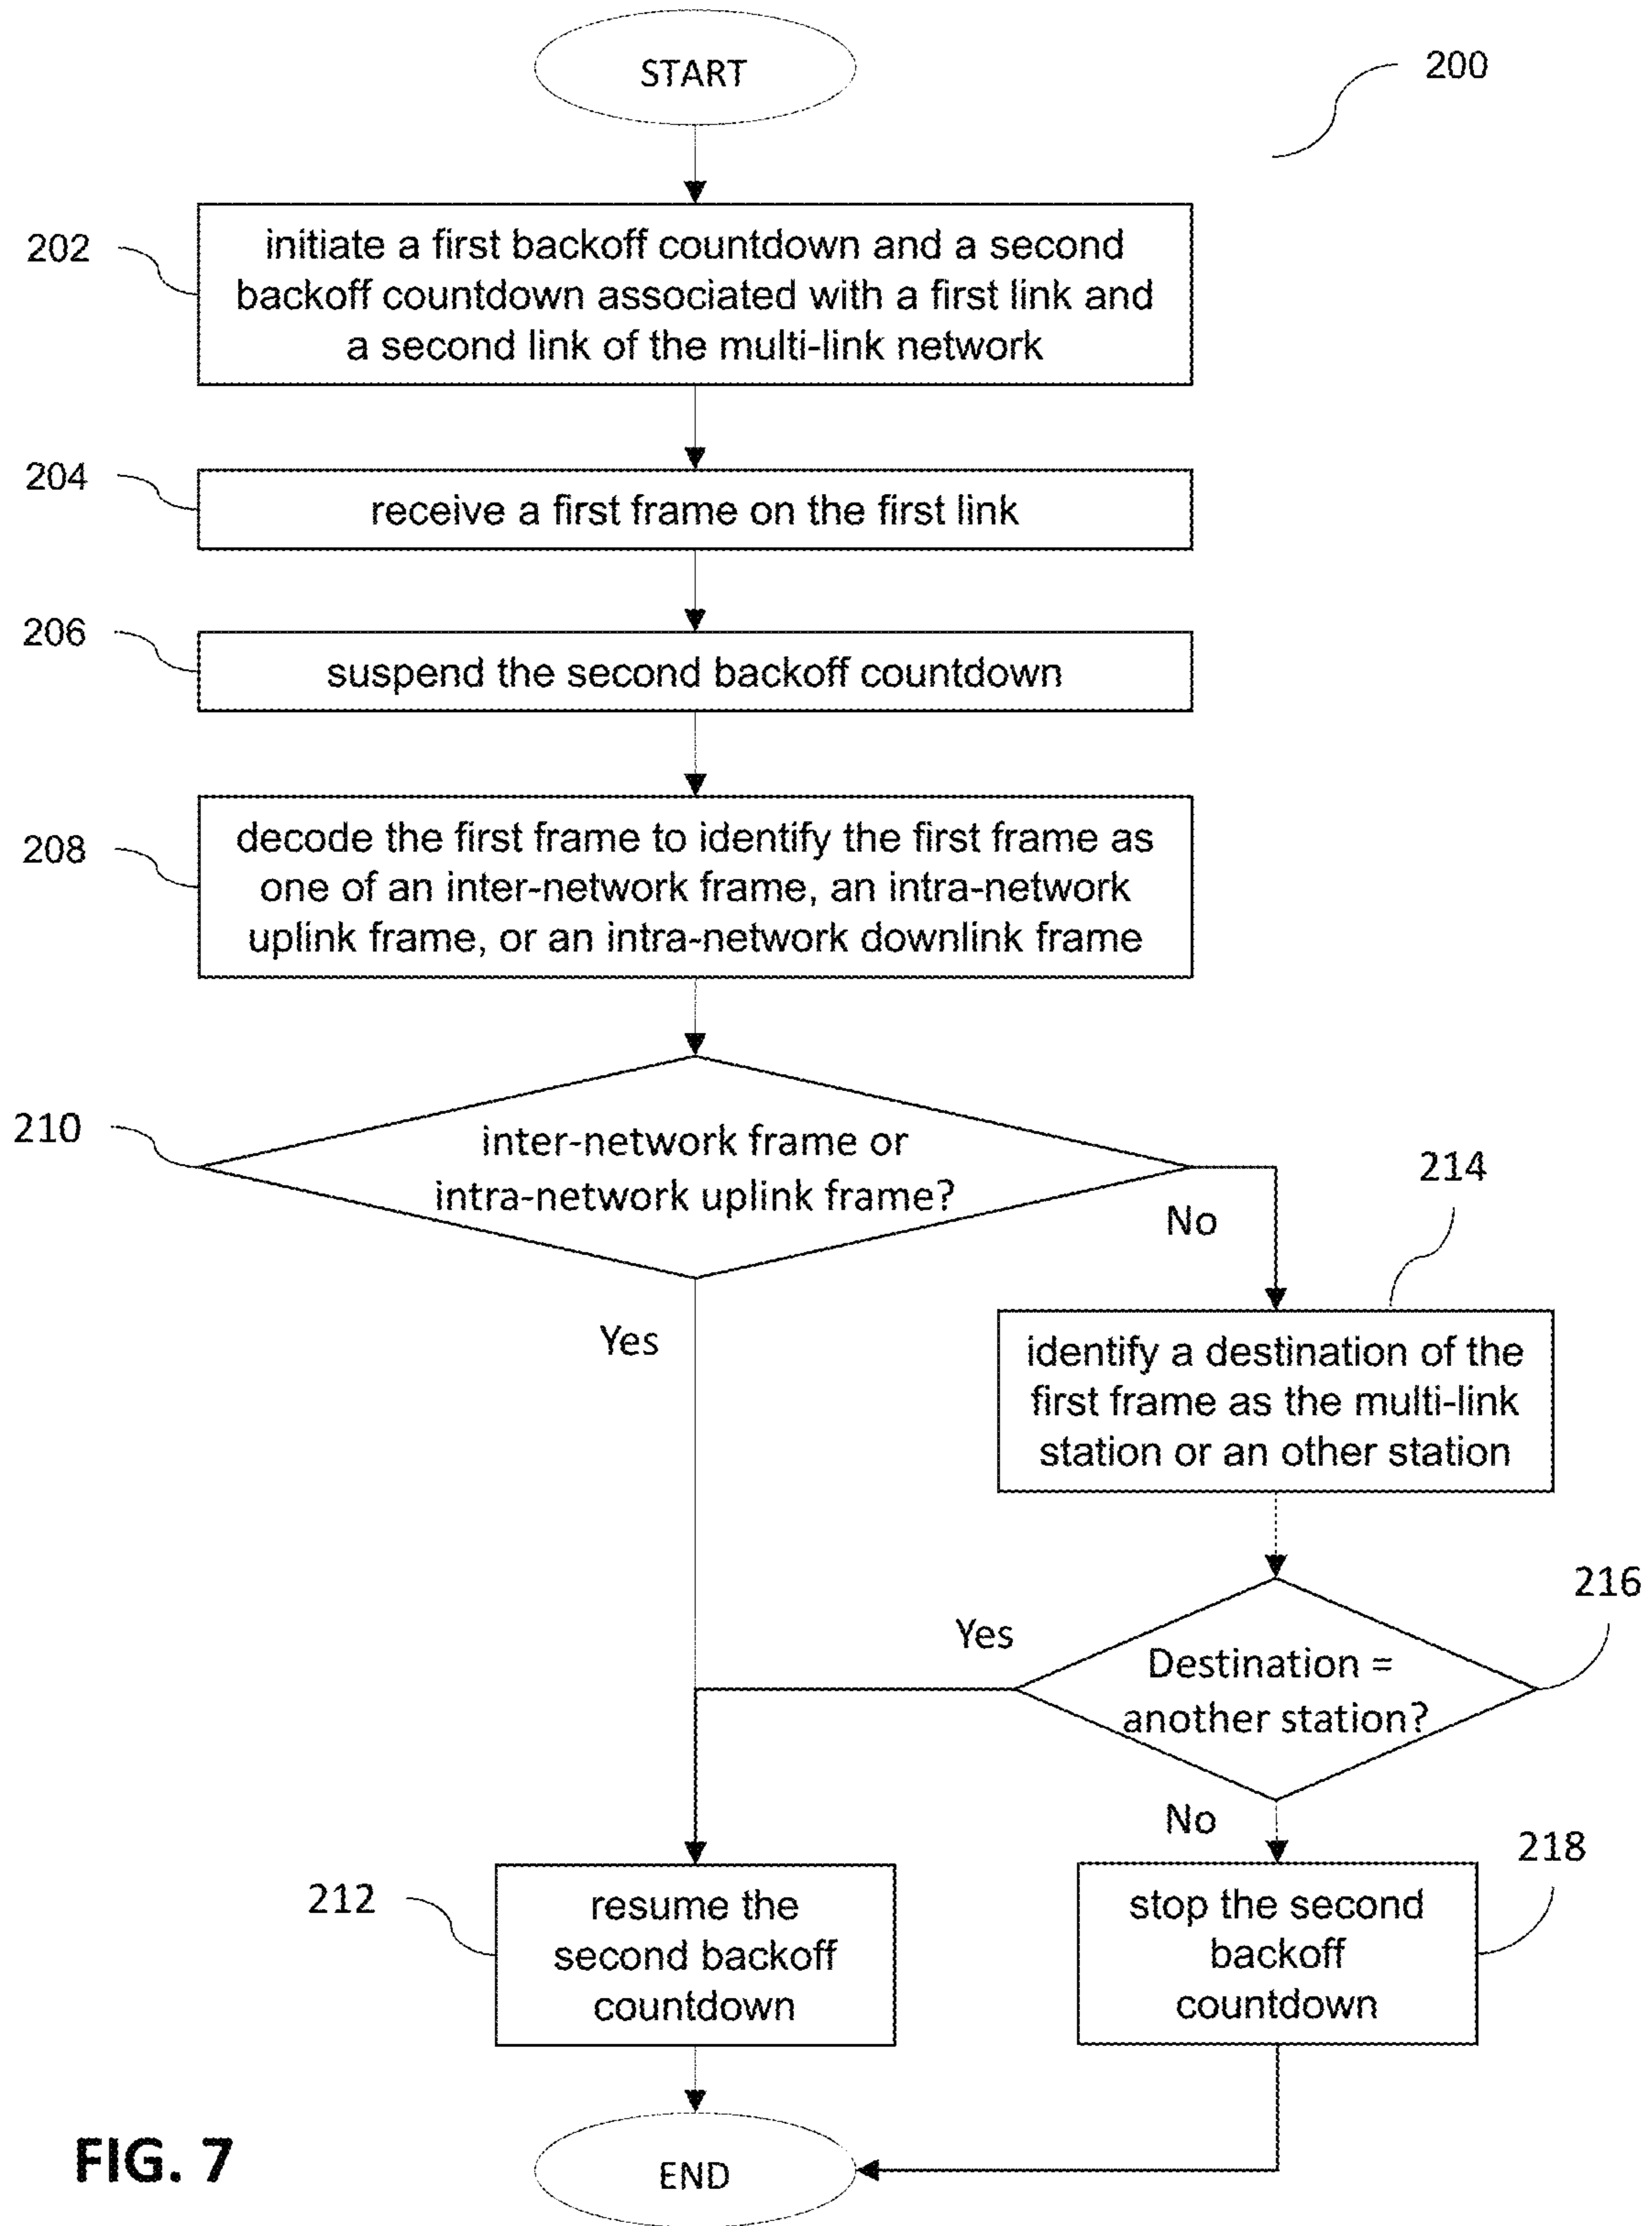 START
200
202
initiate a first backoff countdown and a second
backoff countdown associated with a first link and
a second link of the multi-link network
204
receive a first frame on the first link
206
suspend the second backoff countdown
208
decode the first frame to identify the first frame as
one of an inter-network frame, an intra-network
uplink frame, or an intra-network downlink frame
210
inter-network frame or
intra-network uplink frame?
No
Yes
214
identify a destination of the
first frame as the multi-link
station or an other station
216
Yes
Destination =
another station?
No
212
resume the
second backoff
countdown
218
stop the second
backoff
countdown
END
FIG. 7